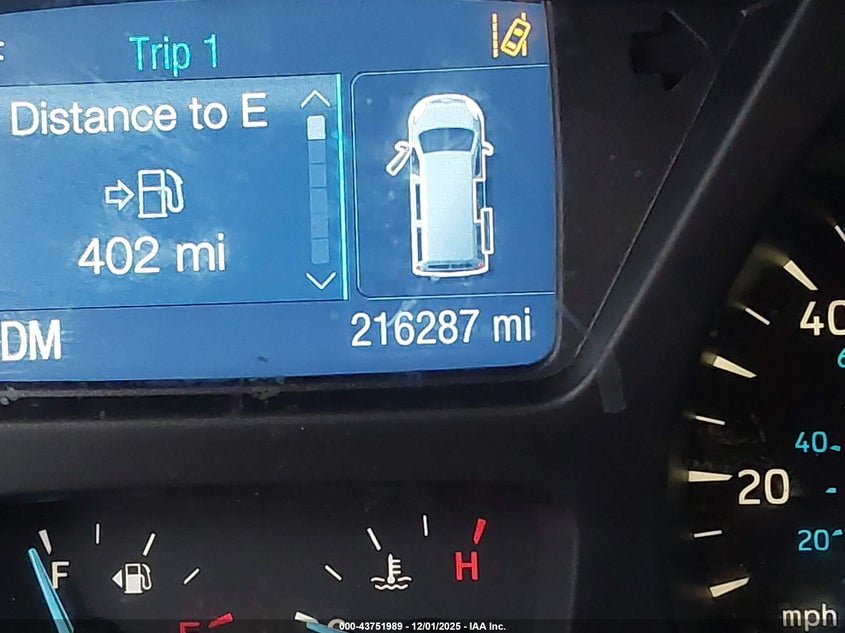 Trip 1
Distance to E
402 mi
216287 mi
40
40
20
20
F
H
mph
000-43751989 - 12/01/2025 - IAA Inc.